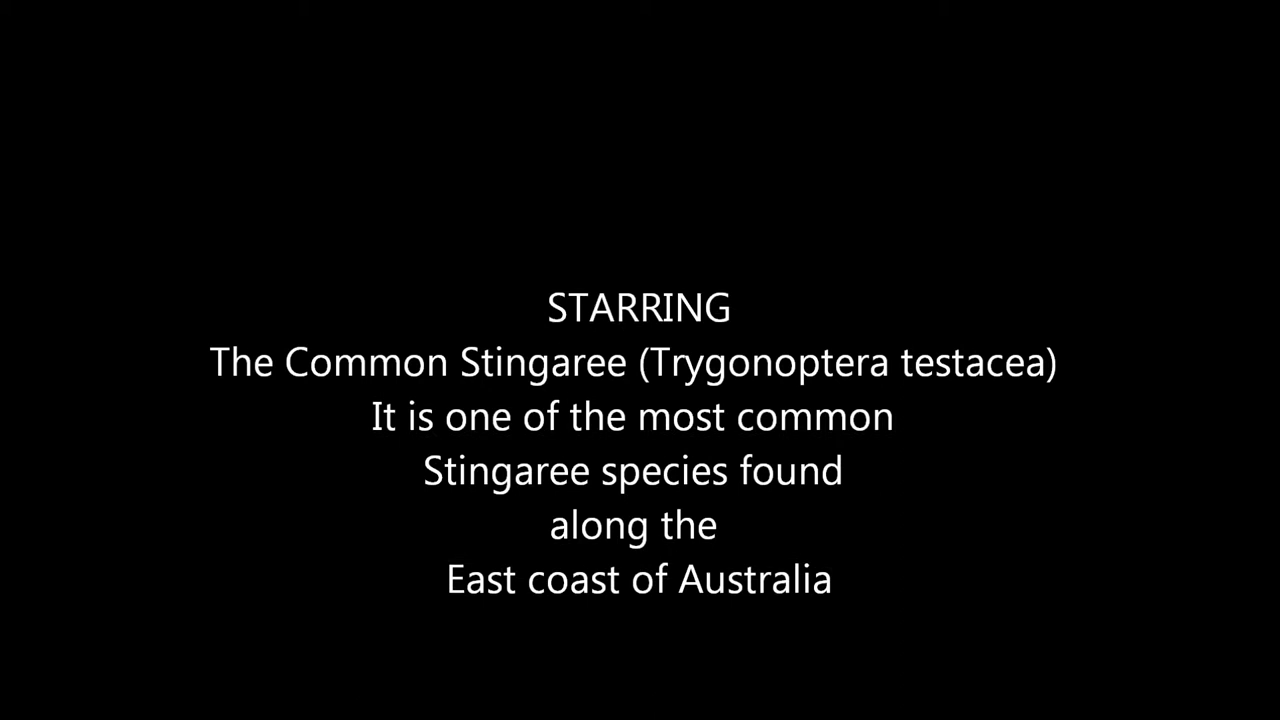 STARRING
The Common Stingaree (Trygonoptera testacea)
It is one of the most common
Stingaree species found
along the
East coast of Australia